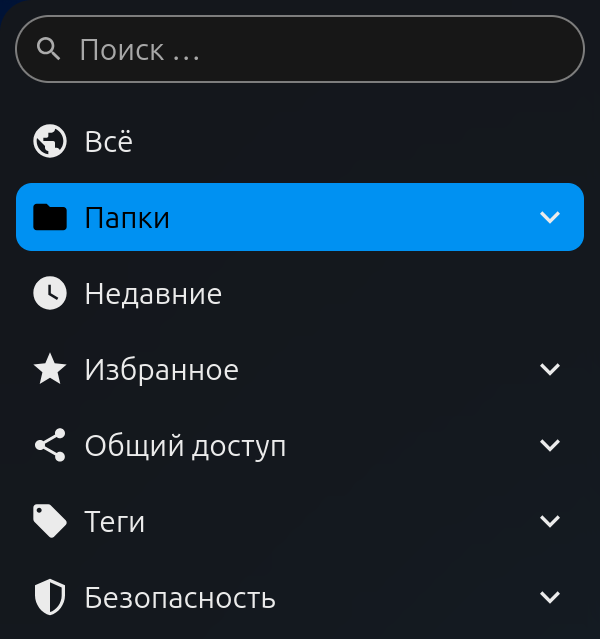 Поиск …
Всё
Папки
Недавние
Избранное
Общий доступ
Теги
Безопасность